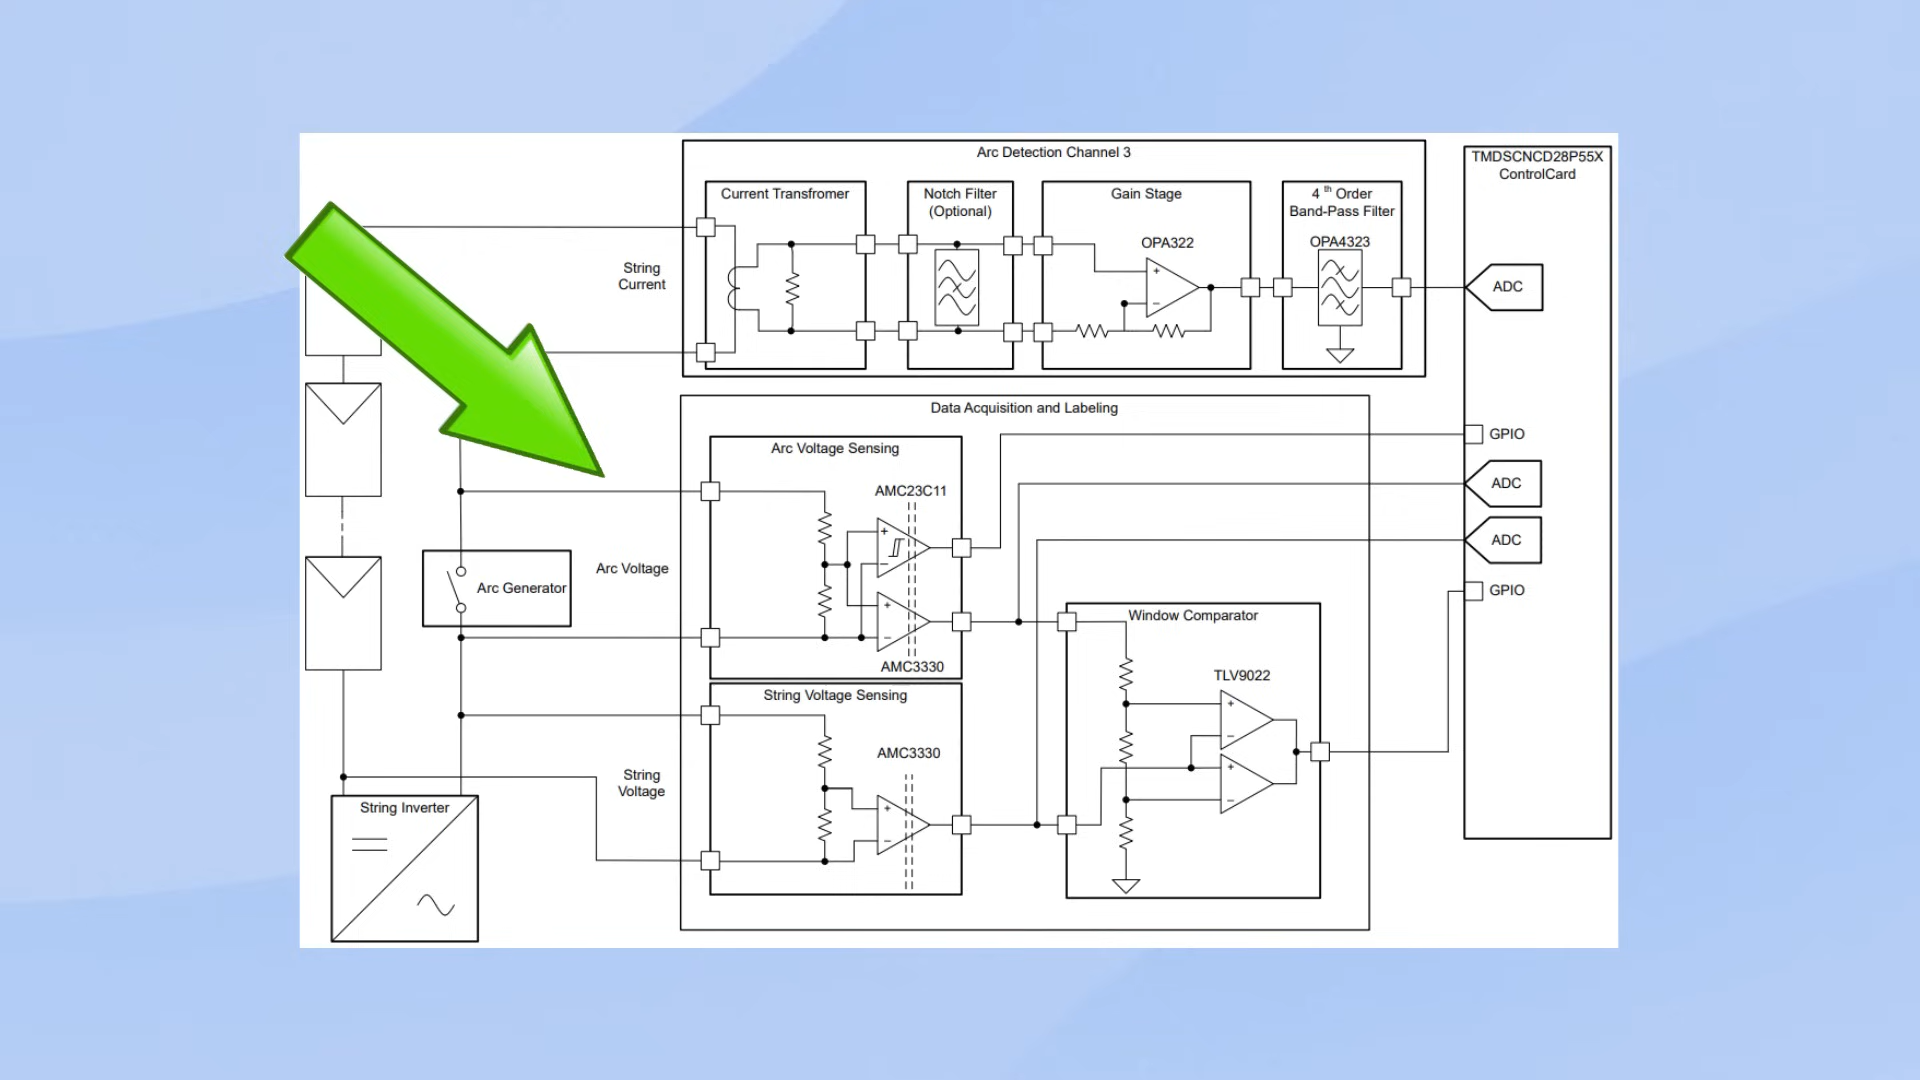 Arc Detection Channel 3
TMDSCNCD28P55X
ControlCard
Current Transfromer
Notch Filter
(Optional)
Gain Stage
4 th Order
Band-Pass Filter
OPA322
OPA4323
String
Current
ADC
Data Acquisition and Labeling
GPIO
Arc Voltage Sensing
AMC23C11
ADC
ADC
Arc Voltage
Arc Generator
GPIO
Window Comparator
AMC3330
TLV9022
String Voltage Sensing
AMC3330
String
Voltage
String Inverter